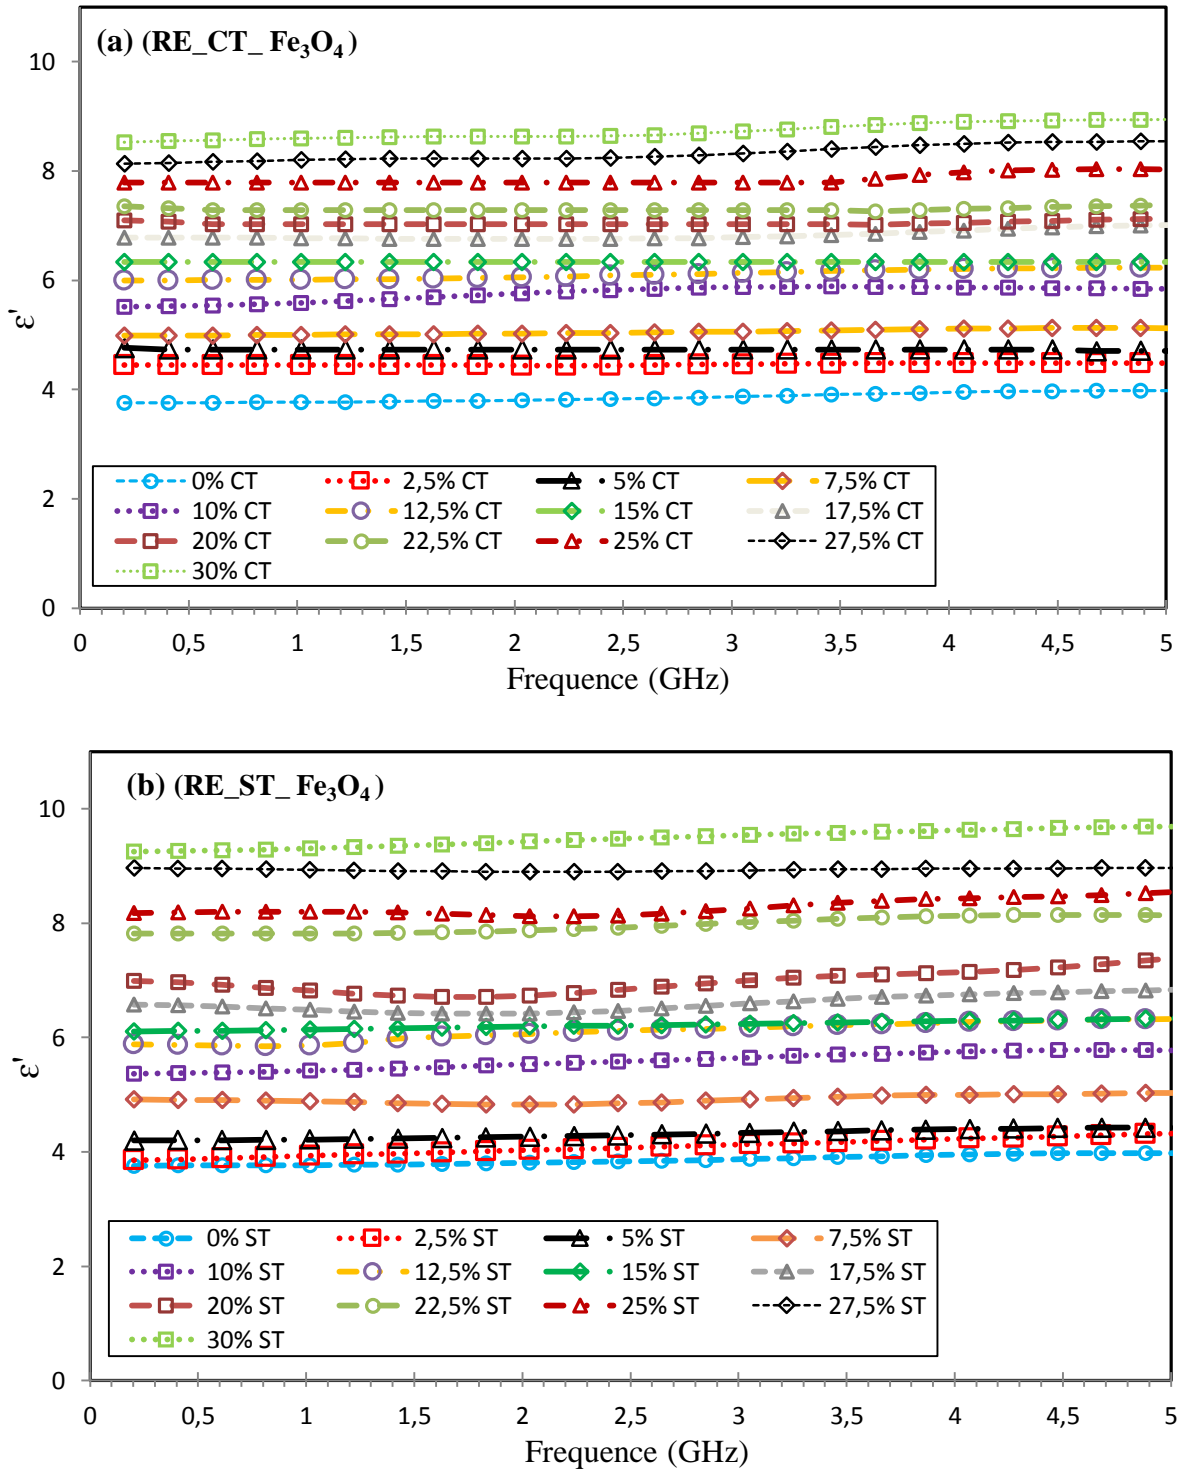 (a) (RE_CT_ Fe₃O₄)
10
8
6
4
2
0
ε'
0% CT 2,5% CT 5% CT 7,5% CT
10% CT 12,5% CT 15% CT 17,5% CT
20% CT 22,5% CT 25% CT 27,5% CT
30% CT
0 0,5 1 1,5 2 2,5 3 3,5 4 4,5 5
Frequence (GHz)
(b) (RE_ST_ Fe₃O₄)
10
8
6
4
2
0
ε'
0% ST 2,5% ST 5% ST 7,5% ST
10% ST 12,5% ST 15% ST 17,5% ST
20% ST 22,5% ST 25% ST 27,5% ST
30% ST
0 0,5 1 1,5 2 2,5 3 3,5 4 4,5 5
Frequence (GHz)